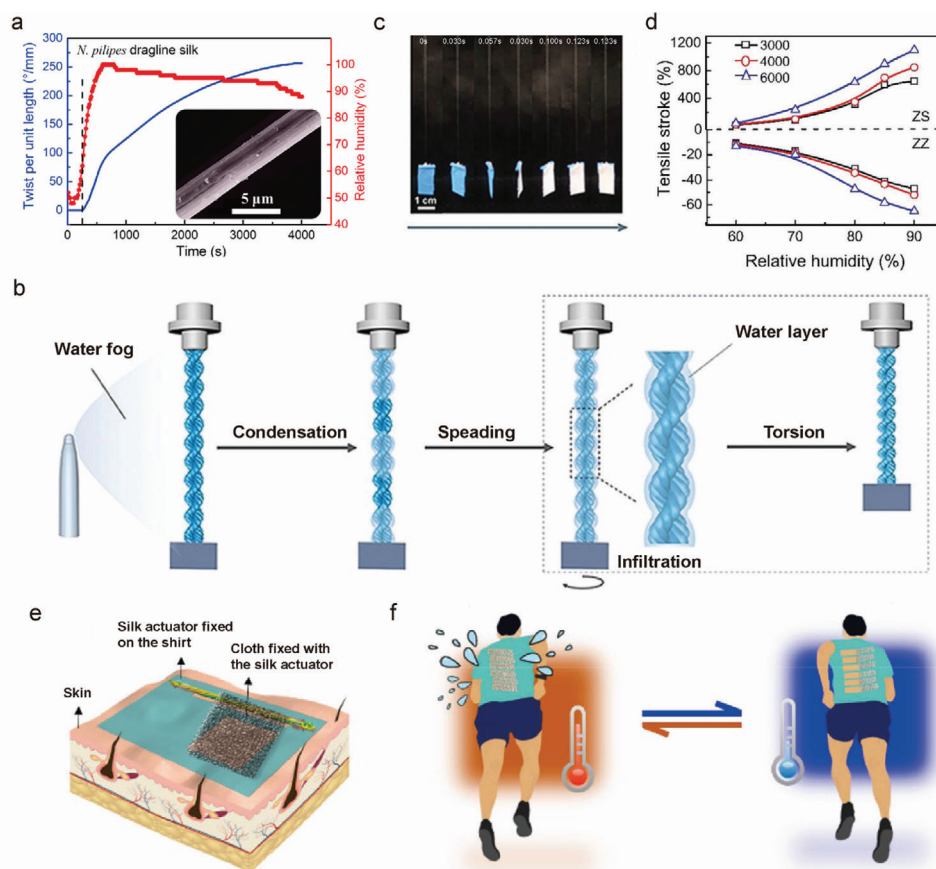 a
N. pilipes dragline silk
Twist per unit length (°/mm)
300
250
200
150
100
50
0
0 1000 2000 3000 4000
Time (s)
5 µm
100
90
80
70
60
50
40
Relative humidity (%)
c
0s 0.033s 0.057s 0.030s 0.100s 0.123s 0.133s
1 cm
d
Tensile stroke (%)
1200
800
400
0
-20
-60
3000
4000
6000
ZS
ZZ
60 70 80 90
Relative humidity (%)
b
Water fog
Condensation
Speading
Water layer
Infiltration
Torsion
e
Silk actuator fixed
on the shirt
Cloth fixed with
the silk actuator
Skin
f